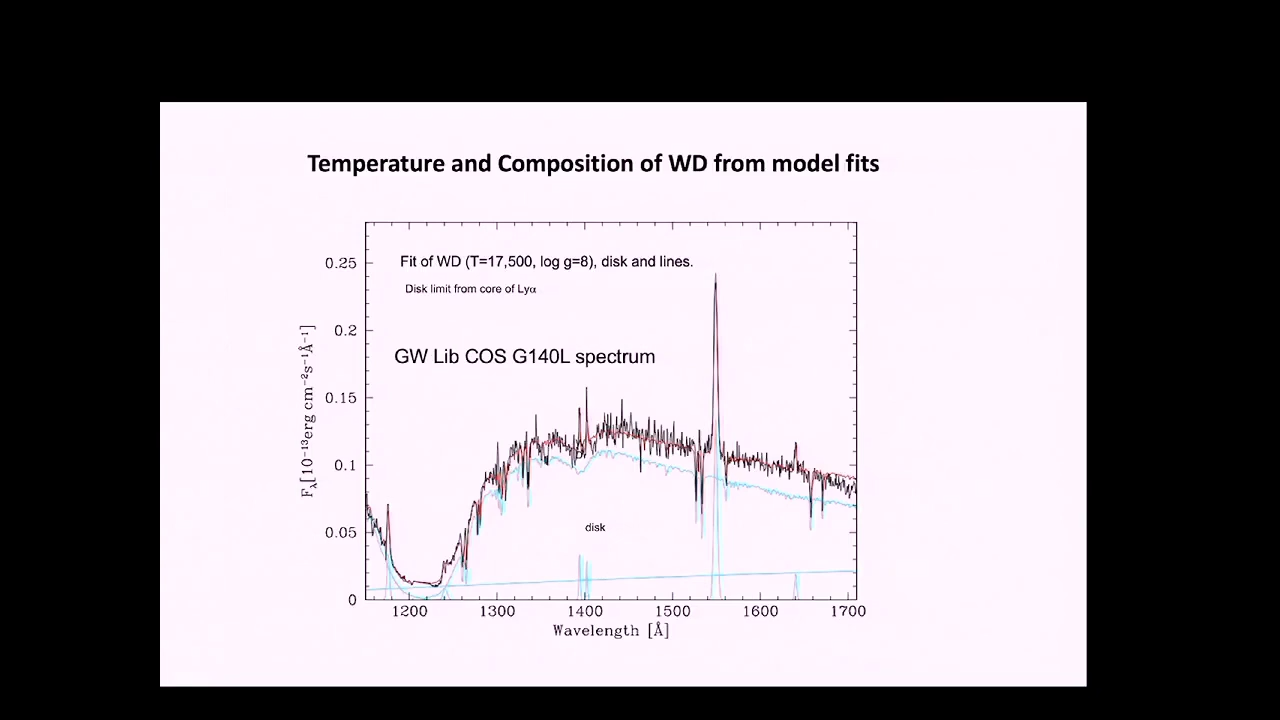 Temperature and Composition of WD from model fits
Fit of WD (T=17,500, log g=8), disk and lines.
Disk limit from core of Lyα
GW Lib COS G140L spectrum
disk
0.25
0.2
0.15
0.1
0.05
0
F_λ[10⁻¹³erg cm⁻²s⁻¹Å⁻¹]
1200 1300 1400 1500 1600 1700
Wavelength [Å]